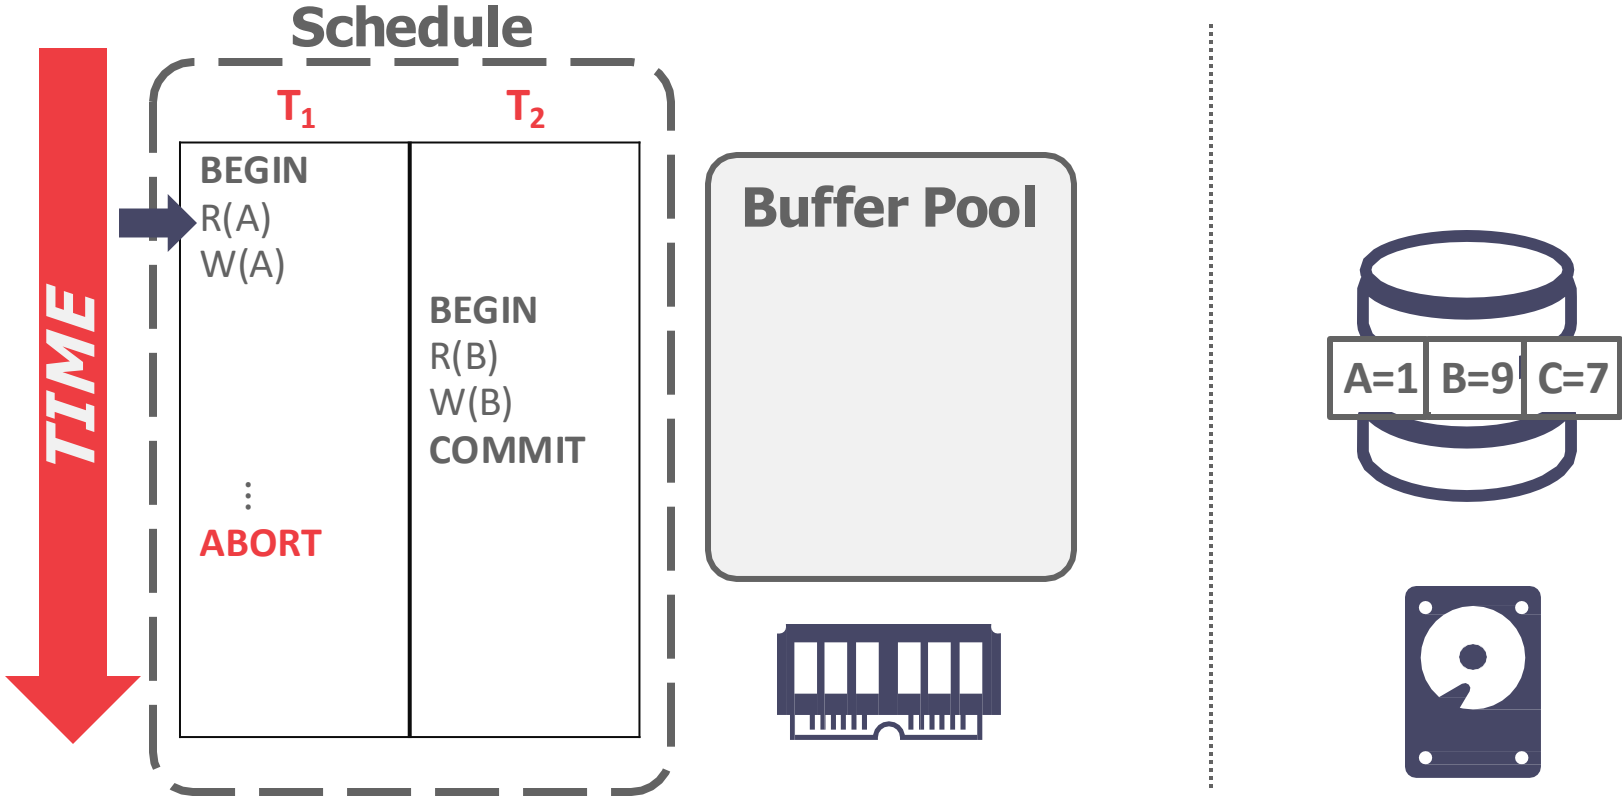 Schedule
TIME
T1
T2
BEGIN
R(A)
W(A)
BEGIN
R(B)
W(B)
COMMIT
⋮
ABORT
Buffer Pool
A=1 B=9 C=7